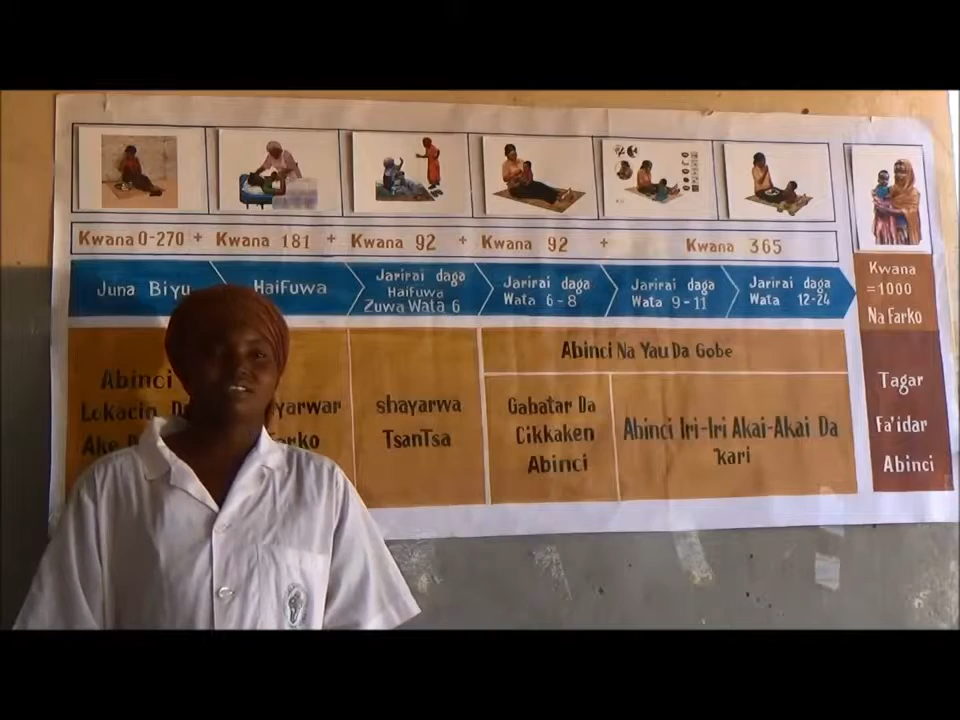 Kwana 0-270 + Kwana 181 + Kwana 92 + Kwana 92 + Kwana 365
Juna Biyu
Haifuwa
Jarirai daga
Haifuwa
Zuwa Wata 6
Jarirai daga
Wata 6-8
Jarirai daga
Wata 9-11
Jarirai daga
Wata 12-24
Kwana
=1000
Na Farko
Abinci
Lokacin
Ake
shayarwa
TsanTsa
Abinci Na Yau Da Gobe
Gabatar Da
Cikkaken
Abinci
Abinci Iri-Iri Akai-Akai Da
Kari
Tagar
Fa'idar
Abinci